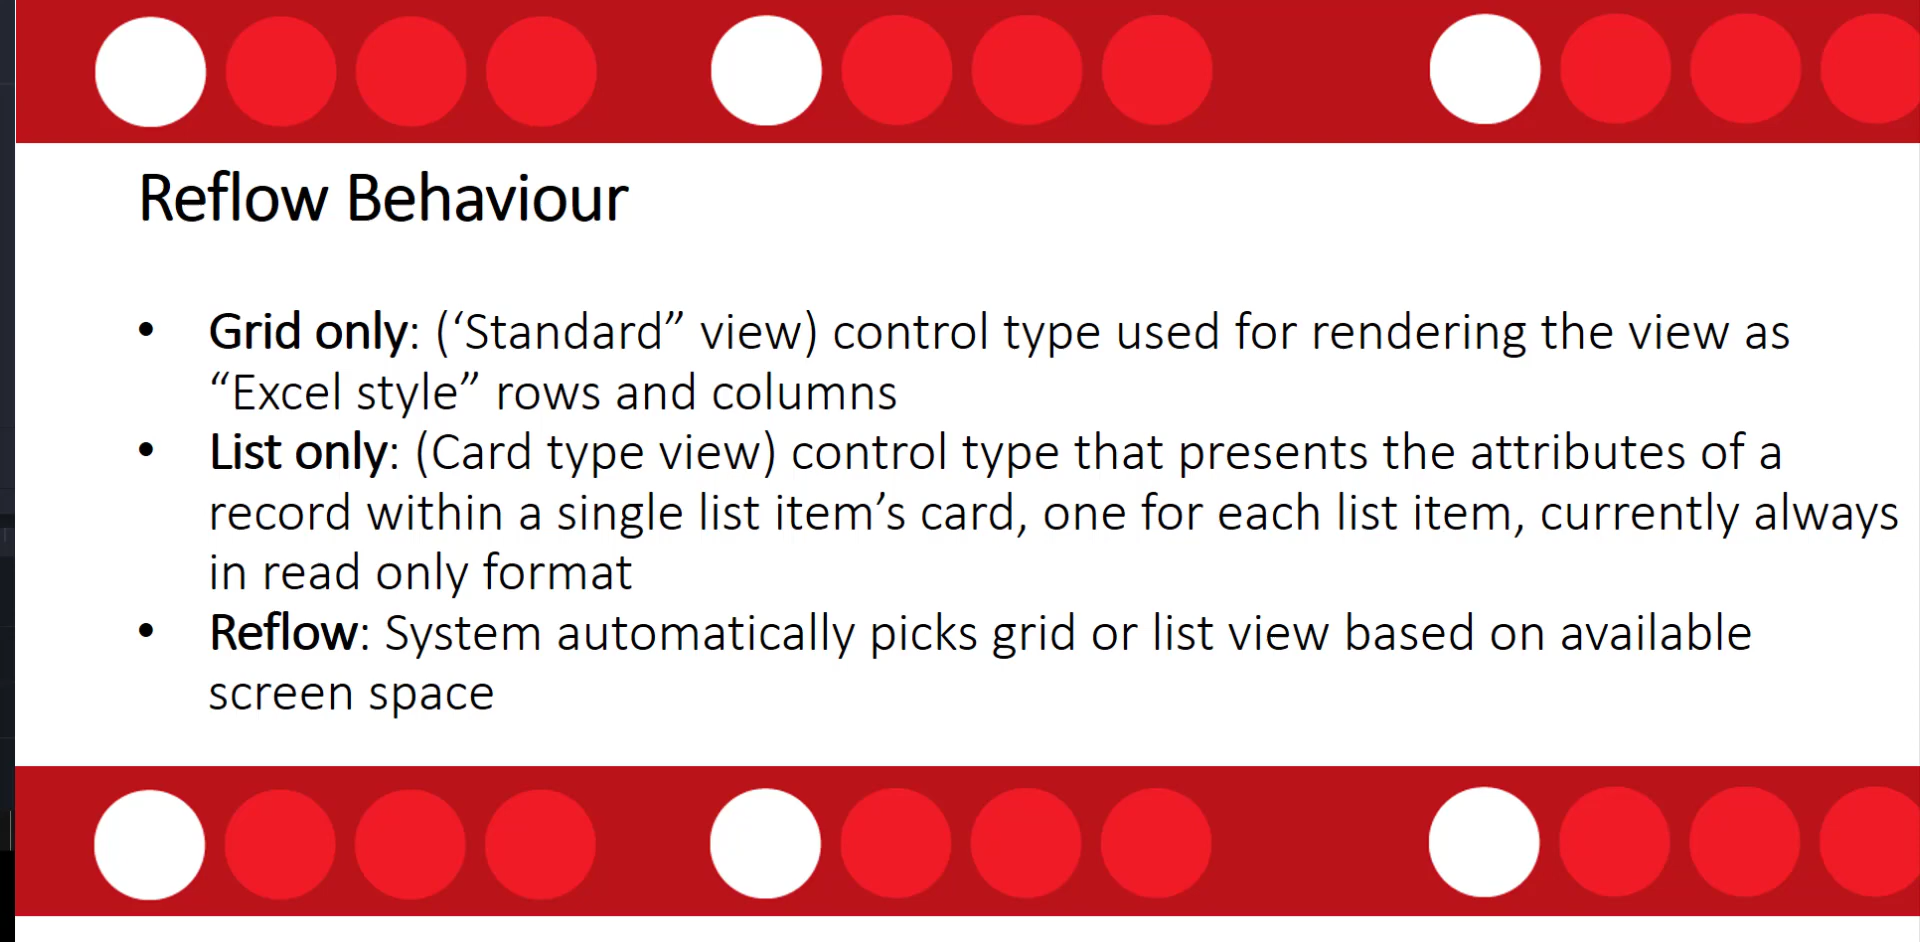 Reflow Behaviour
• Grid only: (‘Standard” view) control type used for rendering the view as
“Excel style” rows and columns
• List only: (Card type view) control type that presents the attributes of a
record within a single list item’s card, one for each list item, currently always
in read only format
• Reflow: System automatically picks grid or list view based on available
screen space